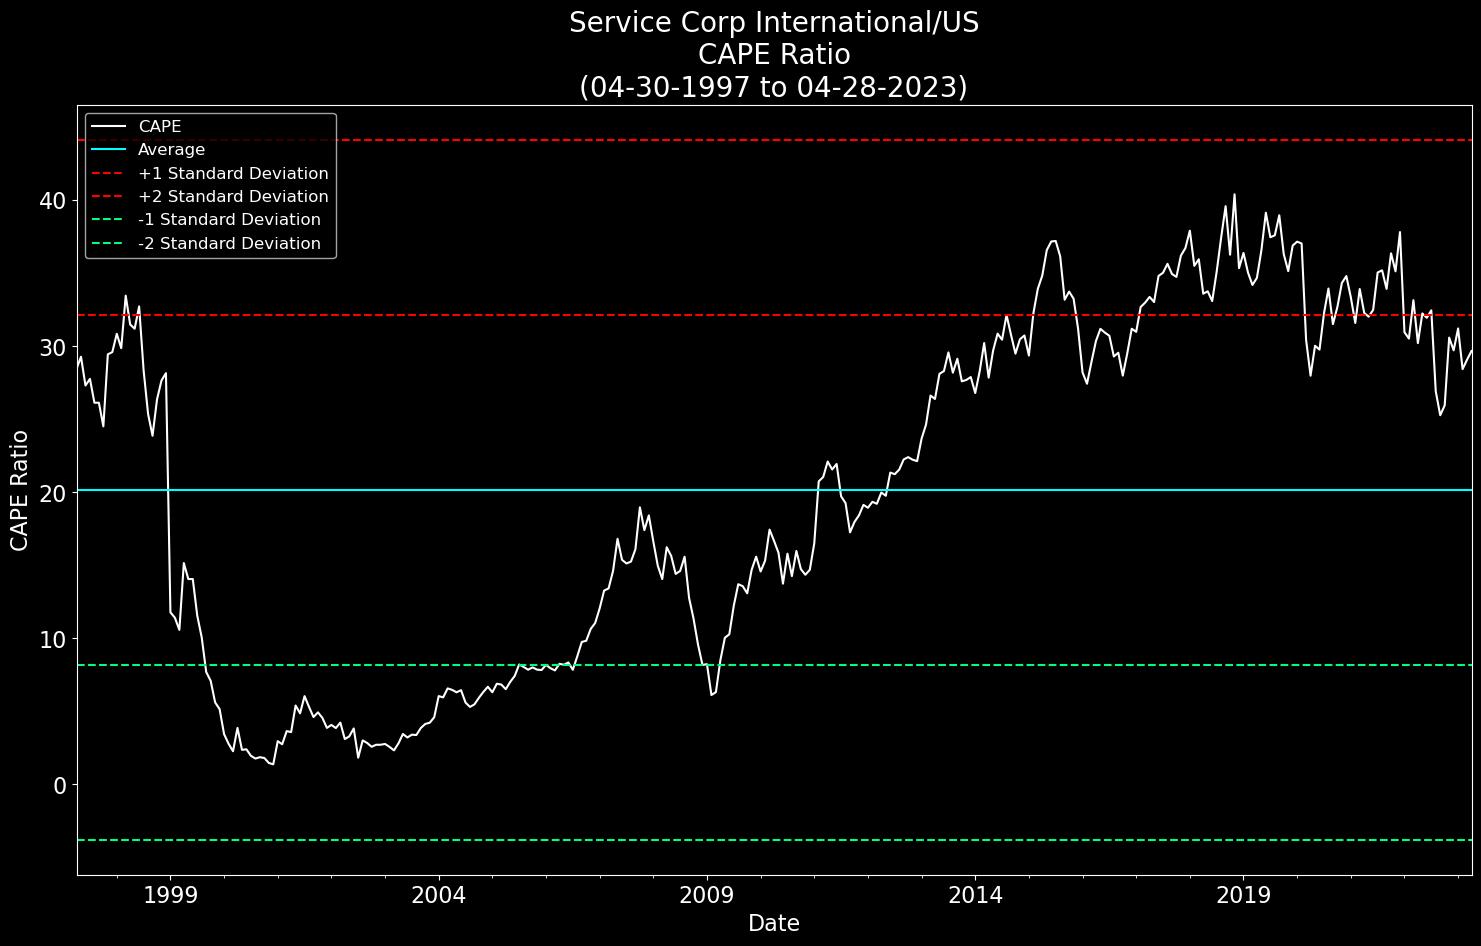 Service Corp International/US
CAPE Ratio
(04-30-1997 to 04-28-2023)
CAPE
Average
+1 Standard Deviation
+2 Standard Deviation
-1 Standard Deviation
-2 Standard Deviation
CAPE Ratio
40
30
20
10
0
1999
2004
2009
2014
2019
Date